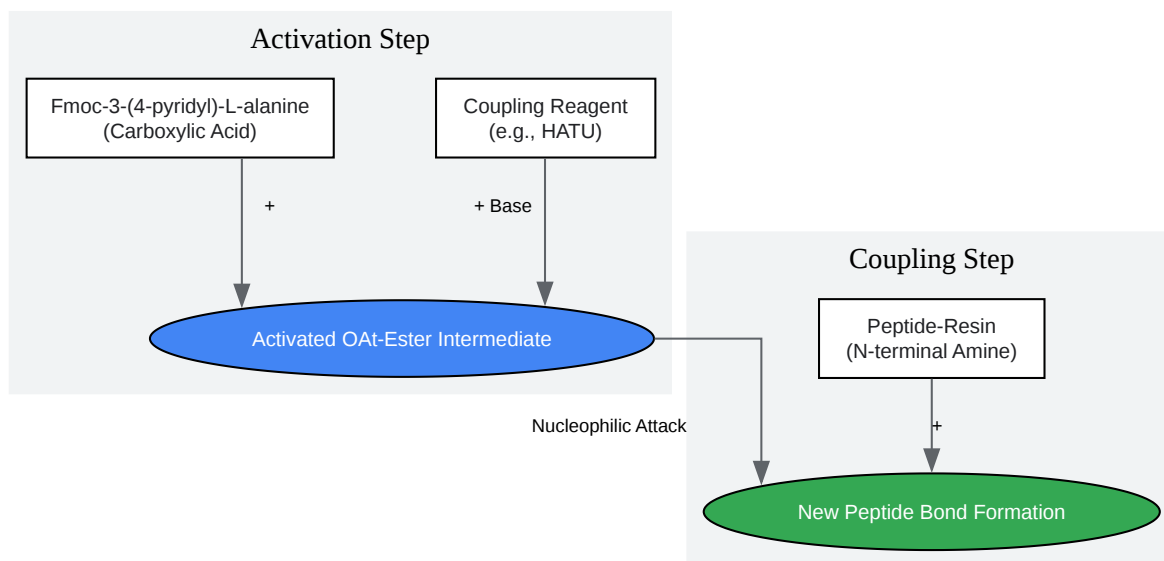 Activation Step
Fmoc-3-(4-pyridyl)-L-alanine
(Carboxylic Acid)
Coupling Reagent
(e.g., HATU)
+
+ Base
Activated OAt-Ester Intermediate
Nucleophilic Attack
Coupling Step
Peptide-Resin
(N-terminal Amine)
+
New Peptide Bond Formation